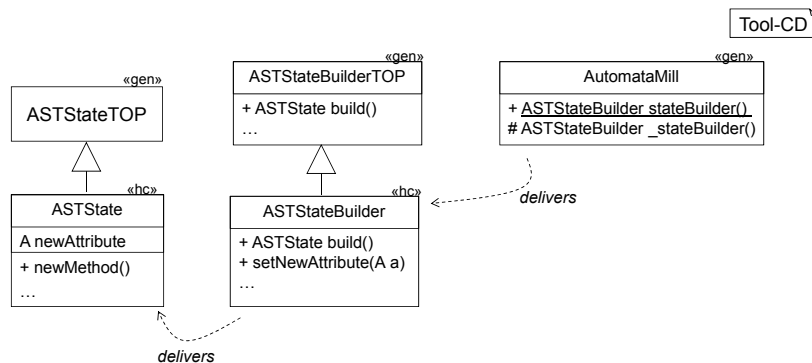 Tool-CD
«gen»
ASTStateTOP
«hc»
ASTState
A newAttribute
+ newMethod()
…
«gen»
ASTStateBuilderTOP
+ ASTState build()
…
«hc»
ASTStateBuilder
+ ASTState build()
+ setNewAttribute(A a)
…
«gen»
AutomataMill
+ ASTStateBuilder stateBuilder()
# ASTStateBuilder _stateBuilder()
delivers
delivers